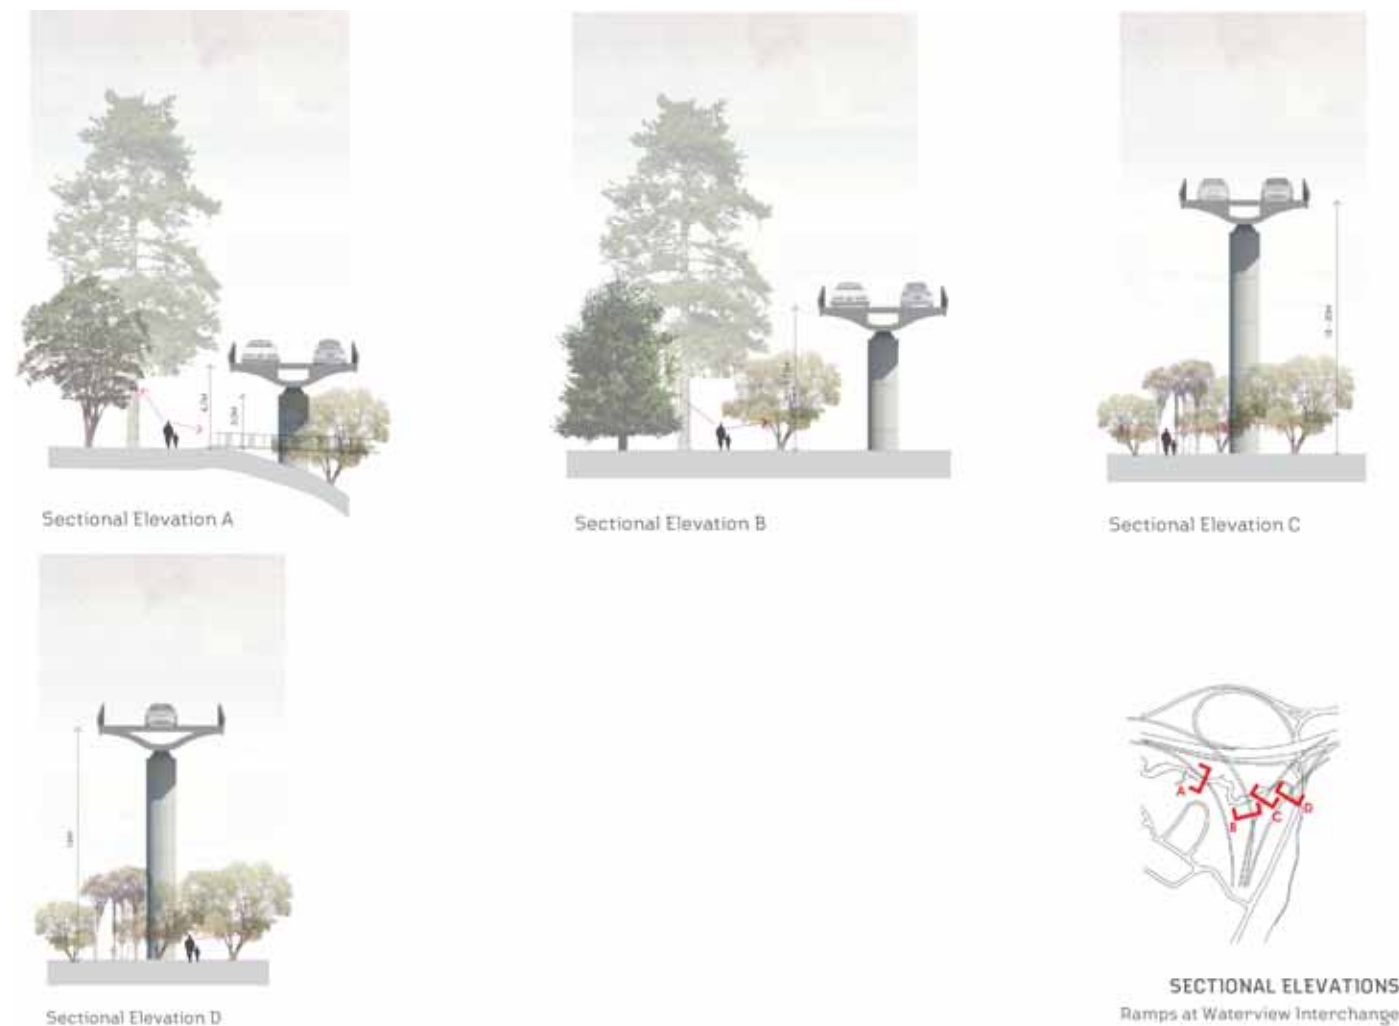 Sectional Elevation A
Sectional Elevation B
Sectional Elevation C
Sectional Elevation D
A
B
C
D
SECTIONAL ELEVATIONS
Ramps at Waterview Interchange